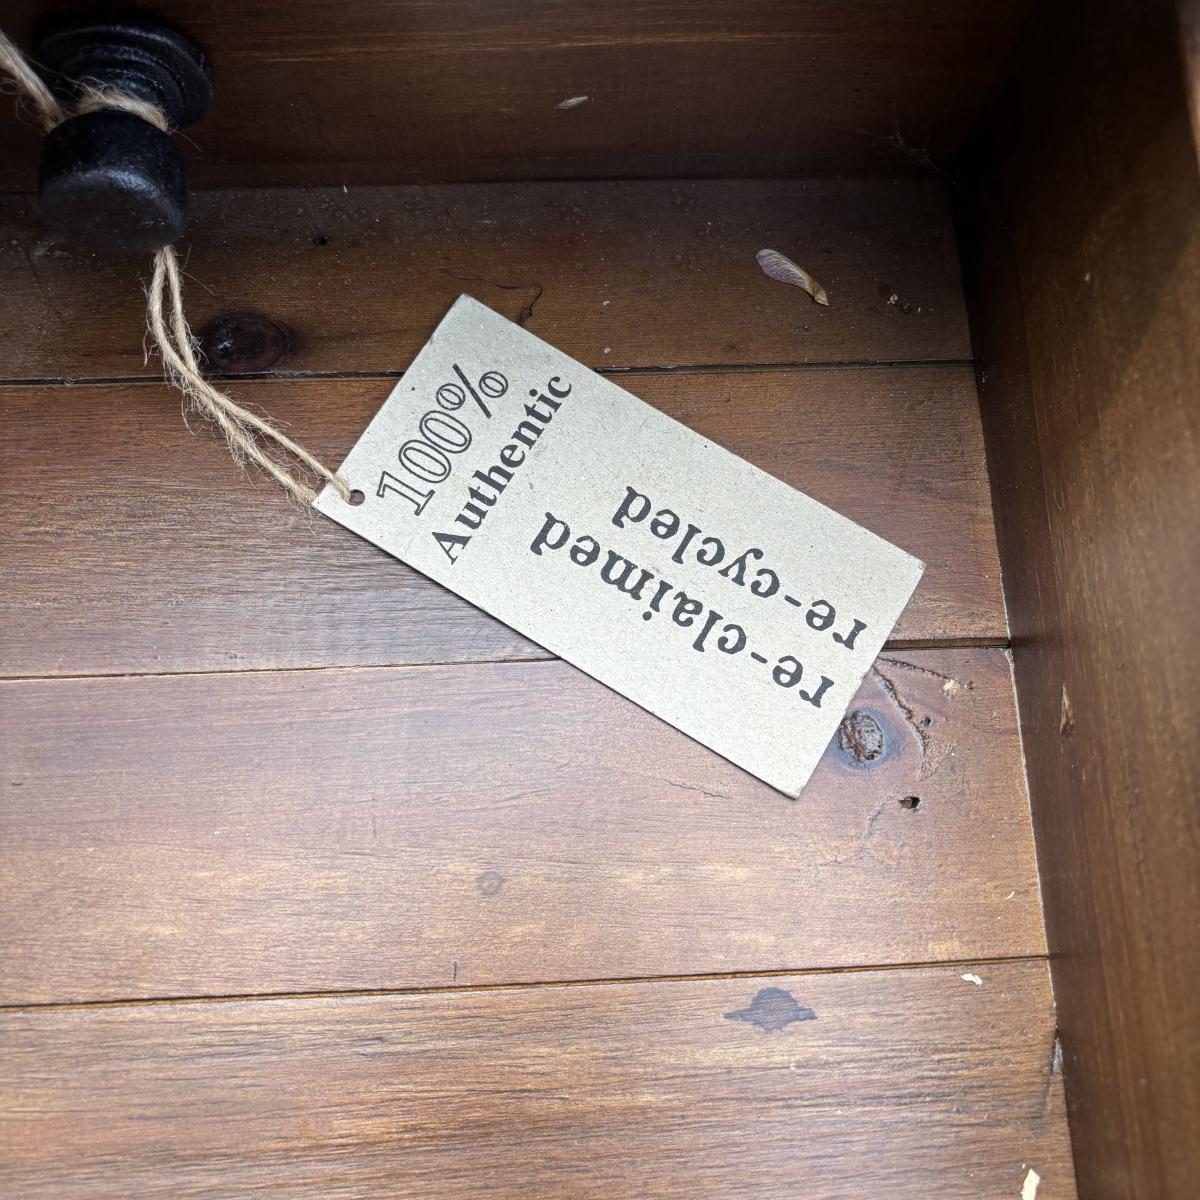 100%
Authentic
re-claimed
re-cycled